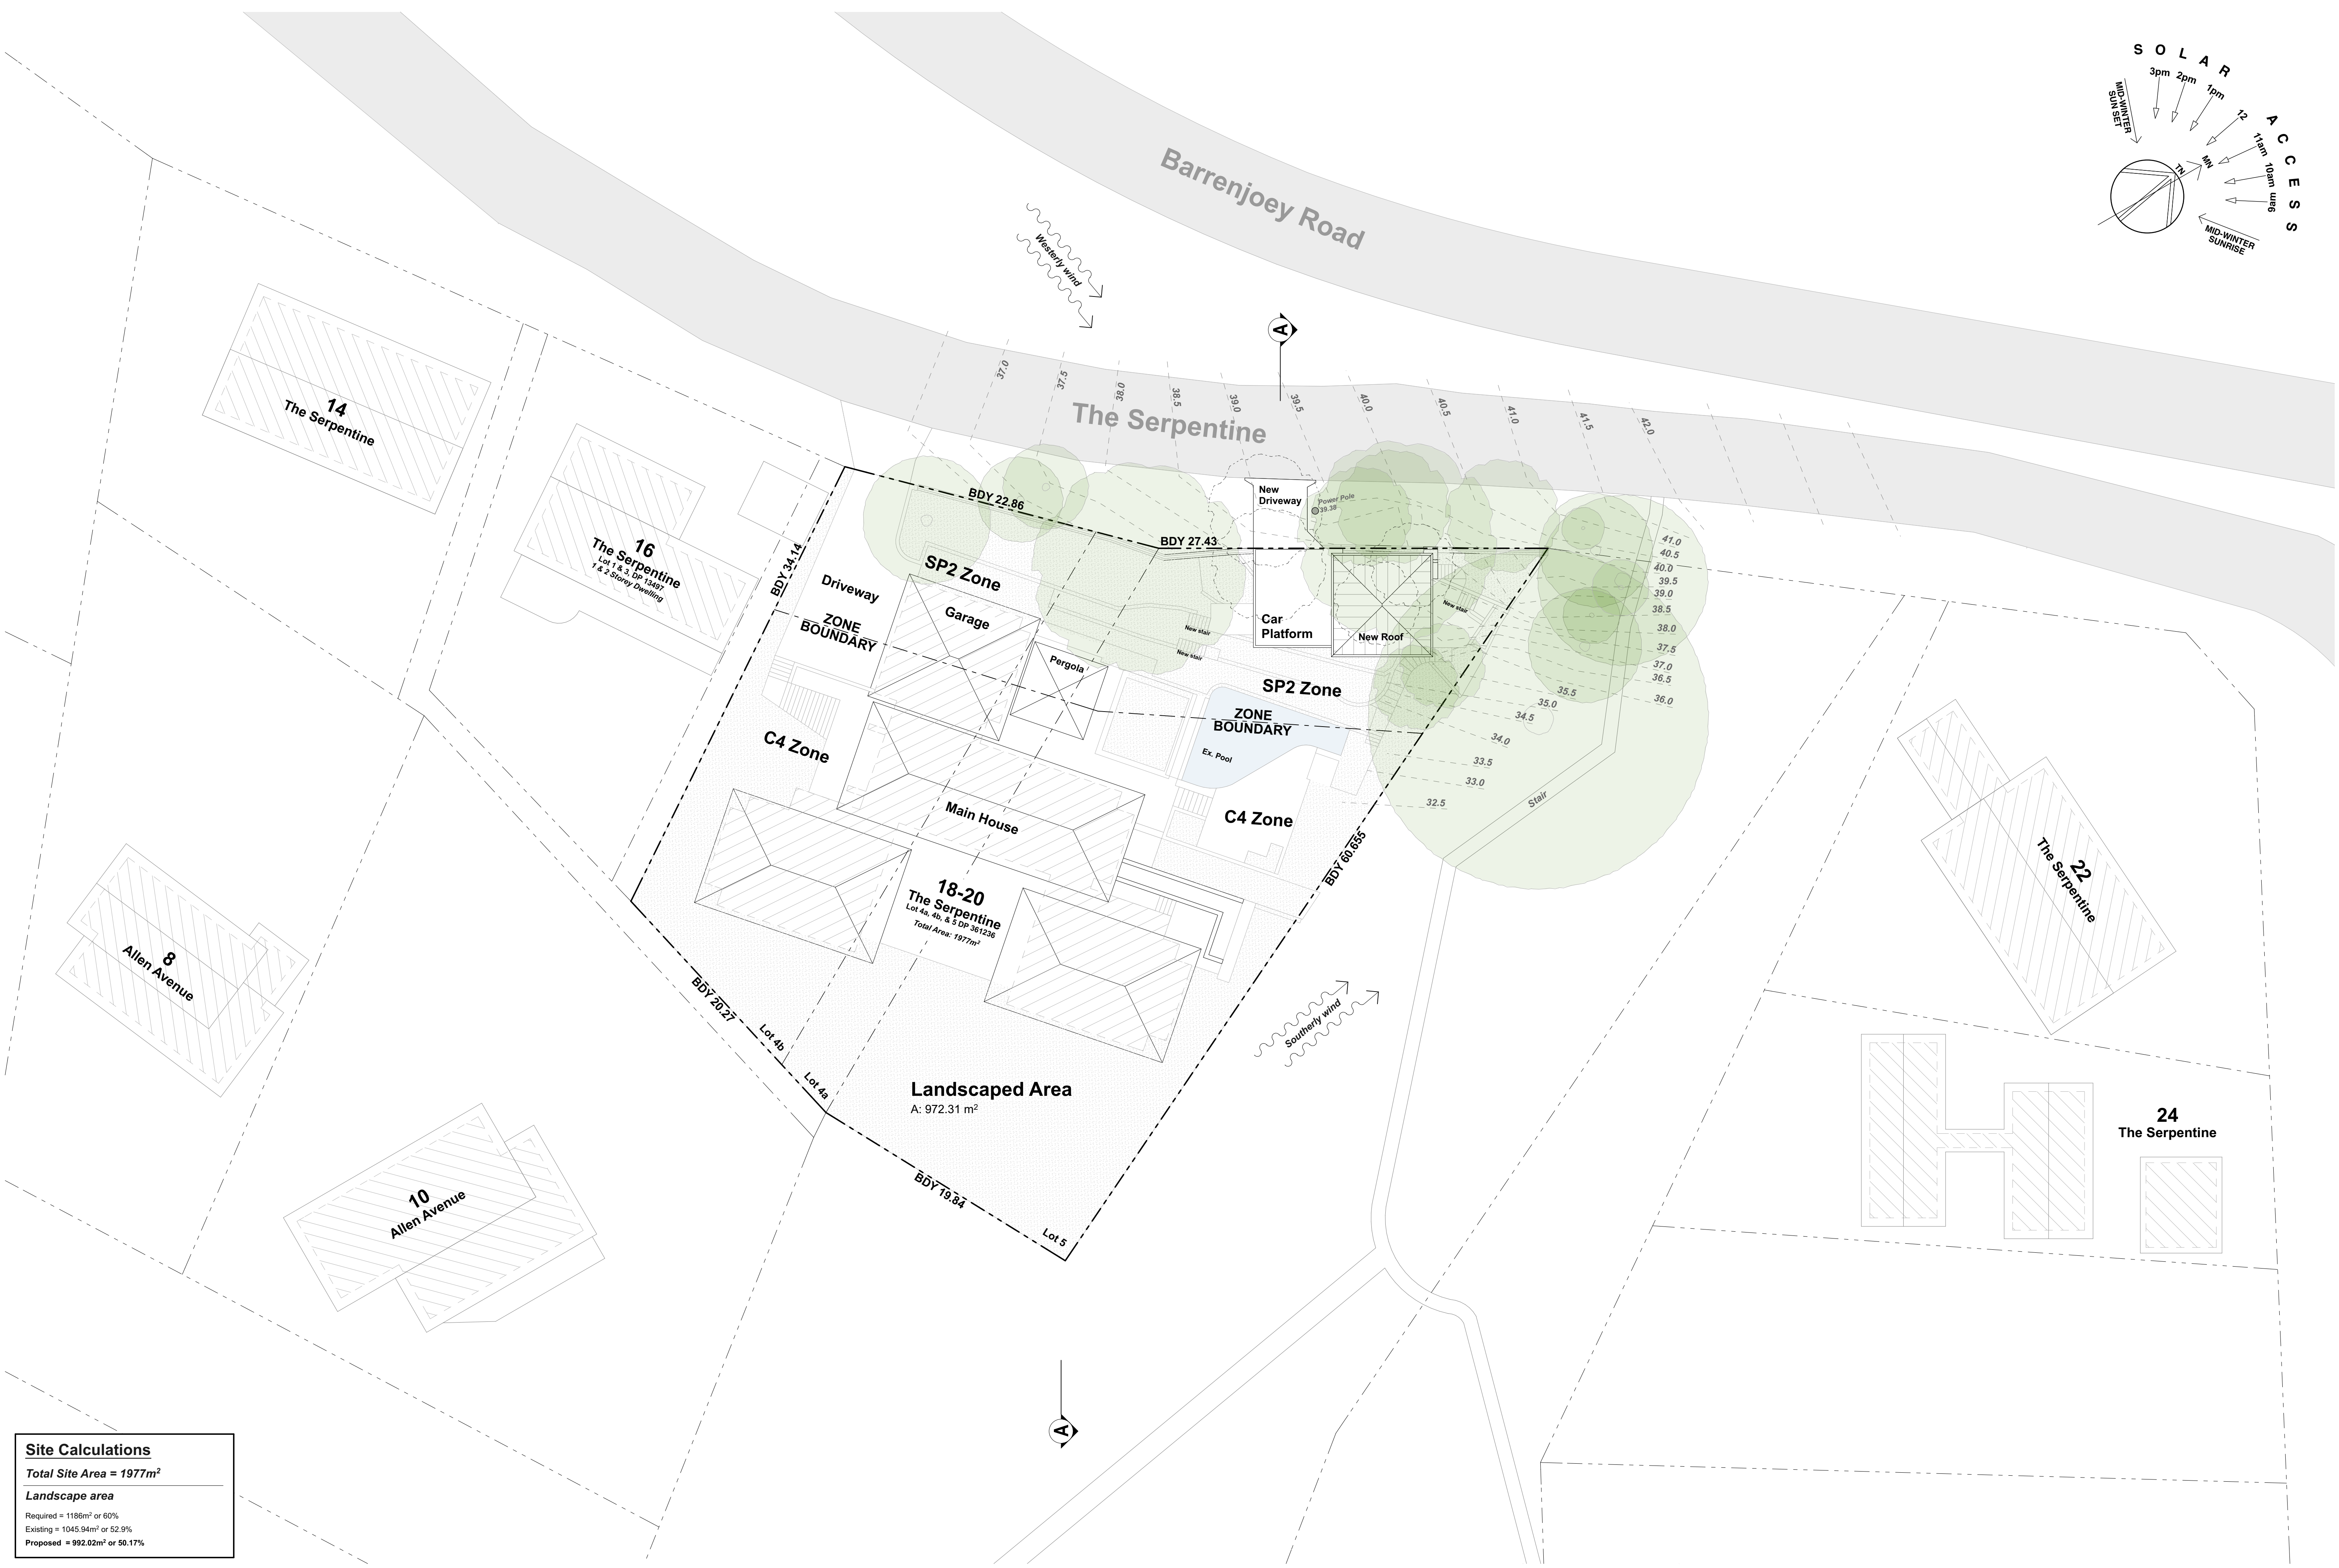 S O L A R
A C C E S S
3pm
2pm
1pm
12
11am
10am
9am
MID-WINTER
SUN SET
TN
MN
MID-WINTER
SUNRISE
Barrenjoey Road
Westerly wind
A
The Serpentine
37.0
37.5
38.0
38.5
39.0
39.5
40.0
40.5
41.0
41.5
42.0
14
The Serpentine
16
The Serpentine
Lot 1 & 3, DP 13497
1 & 2 Storey Dwelling
BDY 22.86
BDY 27.43
BDY 34.14
New
Driveway
Power Pole
39.38
SP2 Zone
Driveway
Garage
ZONE
BOUNDARY
Pergola
New stair
New stair
Car
Platform
New Roof
New stair
41.0
40.5
40.0
39.5
39.0
38.5
38.0
37.5
37.0
36.5
36.0
35.5
35.0
34.5
34.0
33.5
33.0
32.5
SP2 Zone
ZONE
BOUNDARY
Ex. Pool
C4 Zone
Main House
C4 Zone
Stair
BDY 60.655
18-20
The Serpentine
Lot 4a, 4b, & 5 DP 361236
Total Area: 1977m²
22
The Serpentine
8
Allen Avenue
BDY 20.27
Lot 4b
Lot 4a
Southerly wind
Landscaped Area
A: 972.31 m²
24
The Serpentine
10
Allen Avenue
BDY 19.84
Lot 5
A
Site Calculations
Total Site Area = 1977m²
Landscape area
Required = 1186m² or 60%
Existing = 1045.94m² or 52.9%
Proposed = 992.02m² or 50.17%